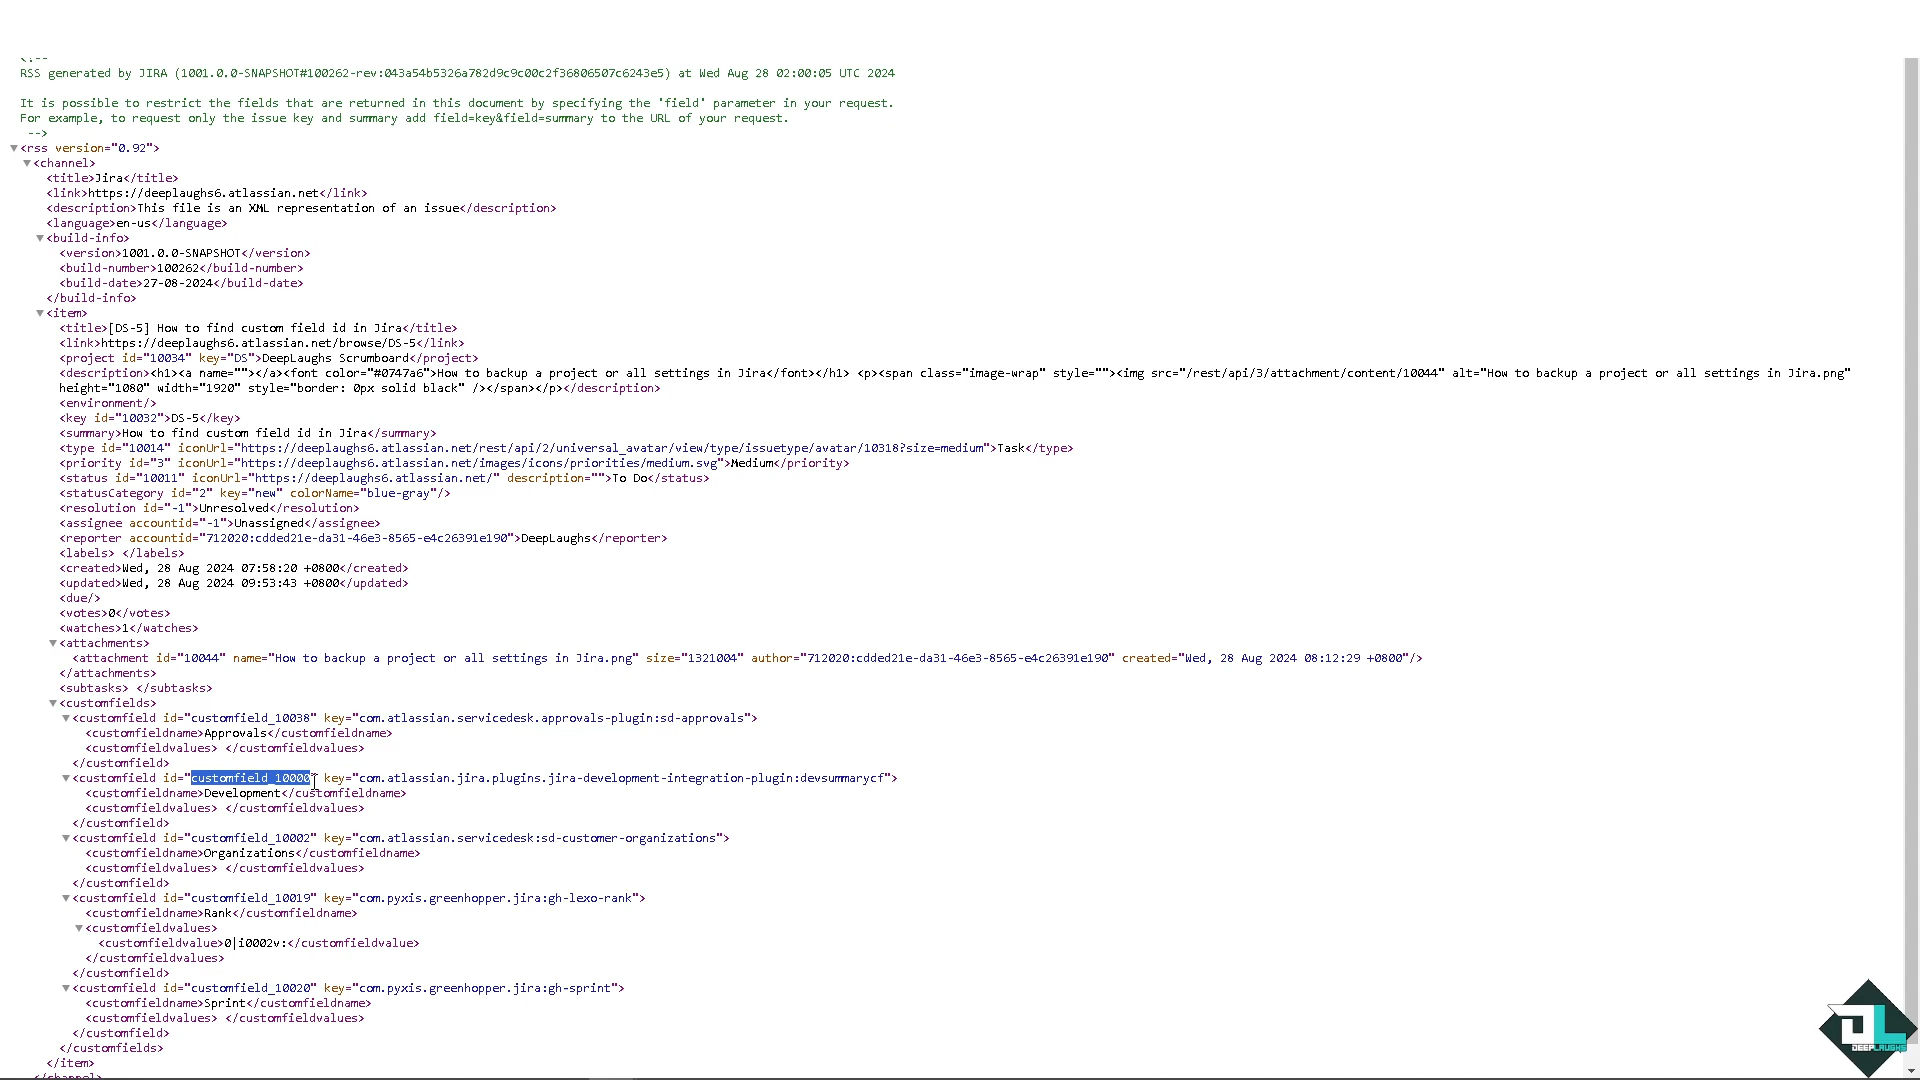 <!--
RSS generated by JIRA (1001.0.0-SNAPSHOT#100262-rev:043a54b5326a782d9c9c00c2f36806507c6243e5) at Wed Aug 28 02:00:05 UTC 2024
It is possible to restrict the fields that are returned in this document by specifying the 'field' parameter in your request.
For example, to request only the issue key and summary add field=key&field=summary to the URL of your request.
-->
<rss version="0.92">
<channel>
<title>Jira</title>
<link>https://deeplaughs6.atlassian.net</link>
<description>This file is an XML representation of an issue</description>
<language>en-us</language>
<build-info>
<version>1001.0.0-SNAPSHOT</version>
<build-number>100262</build-number>
<build-date>27-08-2024</build-date>
</build-info>
<item>
<title>[DS-5] How to find custom field id in Jira</title>
<link>https://deeplaughs6.atlassian.net/browse/DS-5</link>
<project id="10034" key="DS">DeepLaughs Scrumboard</project>
<description><h1><a name=""></a><font color="#0747a6">How to backup a project or all settings in Jira</font></h1> <p><span class="image-wrap" style=""><img src="/rest/api/3/attachment/content/10044" alt="How to backup a project or all settings in Jira.png"
height="1080" width="1920" style="border: 0px solid black" /></span></p></description>
<environment/>
<key id="10032">DS-5</key>
<summary>How to find custom field id in Jira</summary>
<type id="10014" iconUrl="https://deeplaughs6.atlassian.net/rest/api/2/universal_avatar/view/type/issuetype/avatar/10318?size=medium">Task</type>
<priority id="3" iconUrl="https://deeplaughs6.atlassian.net/images/icons/priorities/medium.svg">Medium</priority>
<status id="10011" iconUrl="https://deeplaughs6.atlassian.net/" description="">To Do</status>
<statusCategory id="2" key="new" colorName="blue-gray"/>
<resolution id="-1">Unresolved</resolution>
<assignee accountid="-1">Unassigned</assignee>
<reporter accountid="712020:cdded21e-da31-46e3-8565-e4c26391e190">DeepLaughs</reporter>
<labels> </labels>
<created>Wed, 28 Aug 2024 07:58:20 +0800</created>
<updated>Wed, 28 Aug 2024 09:53:43 +0800</updated>
<due/>
<votes>0</votes>
<watches>1</watches>
<attachments>
<attachment id="10044" name="How to backup a project or all settings in Jira.png" size="1321004" author="712020:cdded21e-da31-46e3-8565-e4c26391e190" created="Wed, 28 Aug 2024 08:12:29 +0800"/>
</attachments>
<subtasks> </subtasks>
<customfields>
<customfield id="customfield_10038" key="com.atlassian.servicedesk.approvals-plugin:sd-approvals">
<customfieldname>Approvals</customfieldname>
<customfieldvalues> </customfieldvalues>
</customfield>
<customfield id="customfield_10000" key="com.atlassian.jira.plugins.jira-development-integration-plugin:devsummarycf">
<customfieldname>Development</customfieldname>
<customfieldvalues> </customfieldvalues>
</customfield>
<customfield id="customfield_10002" key="com.atlassian.servicedesk:sd-customer-organizations">
<customfieldname>Organizations</customfieldname>
<customfieldvalues> </customfieldvalues>
</customfield>
<customfield id="customfield_10019" key="com.pyxis.greenhopper.jira:gh-lexo-rank">
<customfieldname>Rank</customfieldname>
<customfieldvalues>
<customfieldvalue>0|i0002v:</customfieldvalue>
</customfieldvalues>
</customfield>
<customfield id="customfield_10020" key="com.pyxis.greenhopper.jira:gh-sprint">
<customfieldname>Sprint</customfieldname>
<customfieldvalues> </customfieldvalues>
</customfield>
</customfields>
</item>
</channel>
DL
DEEPLAUGHS